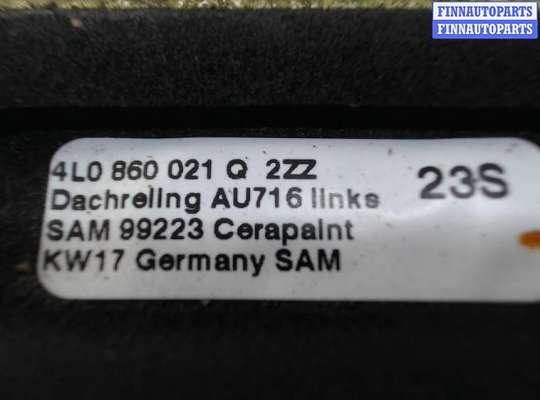 FINNAUTOPARTS
FINNAUTOPARTS
4L0 860 021 Q 2ZZ
23S
Dachreling AU716 links
SAM 99223 Cerapaint
KW17 Germany SAM